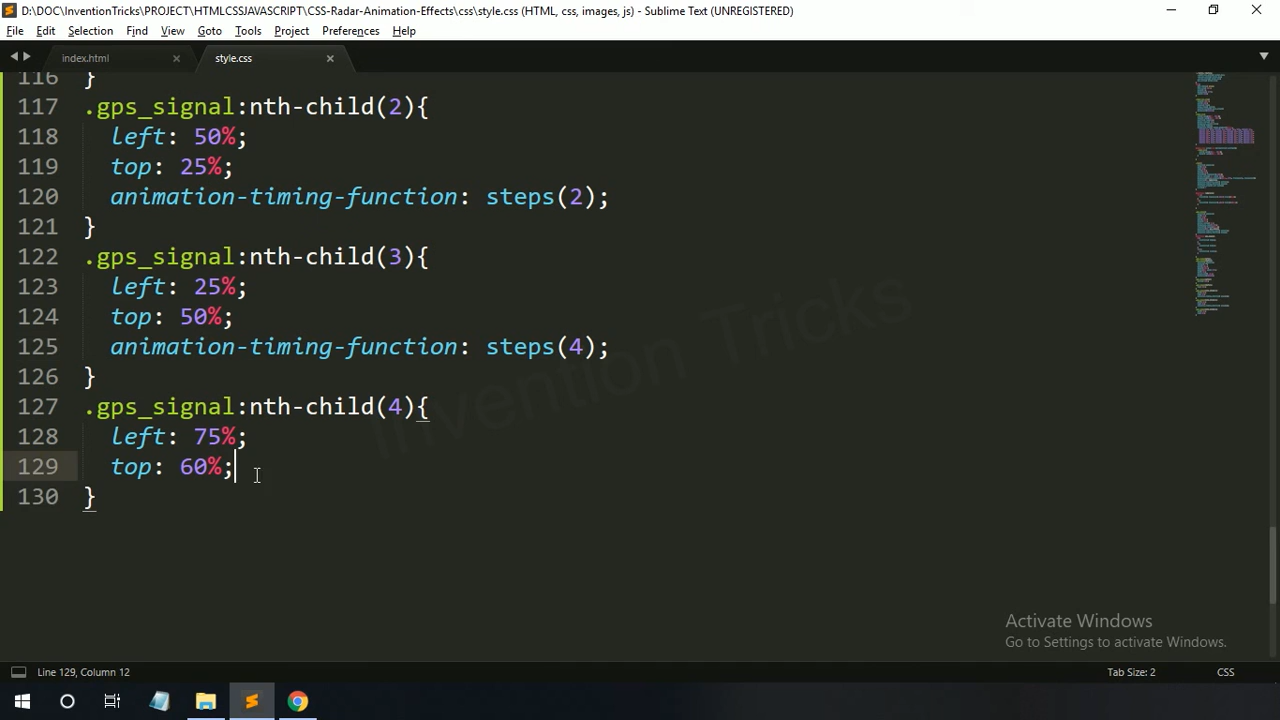 D:\DOC\InventionTricks\PROJECT\HTMLCSSJAVASCRIPT\CSS-Radar-Animation-Effects\css\style.css (HTML, css, images, js) - Sublime Text (UNREGISTERED)
File Edit Selection Find View Goto Tools Project Preferences Help
index.html × style.css ×
116 }
117 .gps_signal:nth-child(2){
118 left: 50%;
119 top: 25%;
120 animation-timing-function: steps(2);
121 }
122 .gps_signal:nth-child(3){
123 left: 25%;
124 top: 50%;
125 animation-timing-function: steps(4);
126 }
127 .gps_signal:nth-child(4){
128 left: 75%;
129 top: 60%;
130 }
Invention Tricks
Activate Windows
Go to Settings to activate Windows.
Line 129, Column 12 Tab Size: 2 CSS